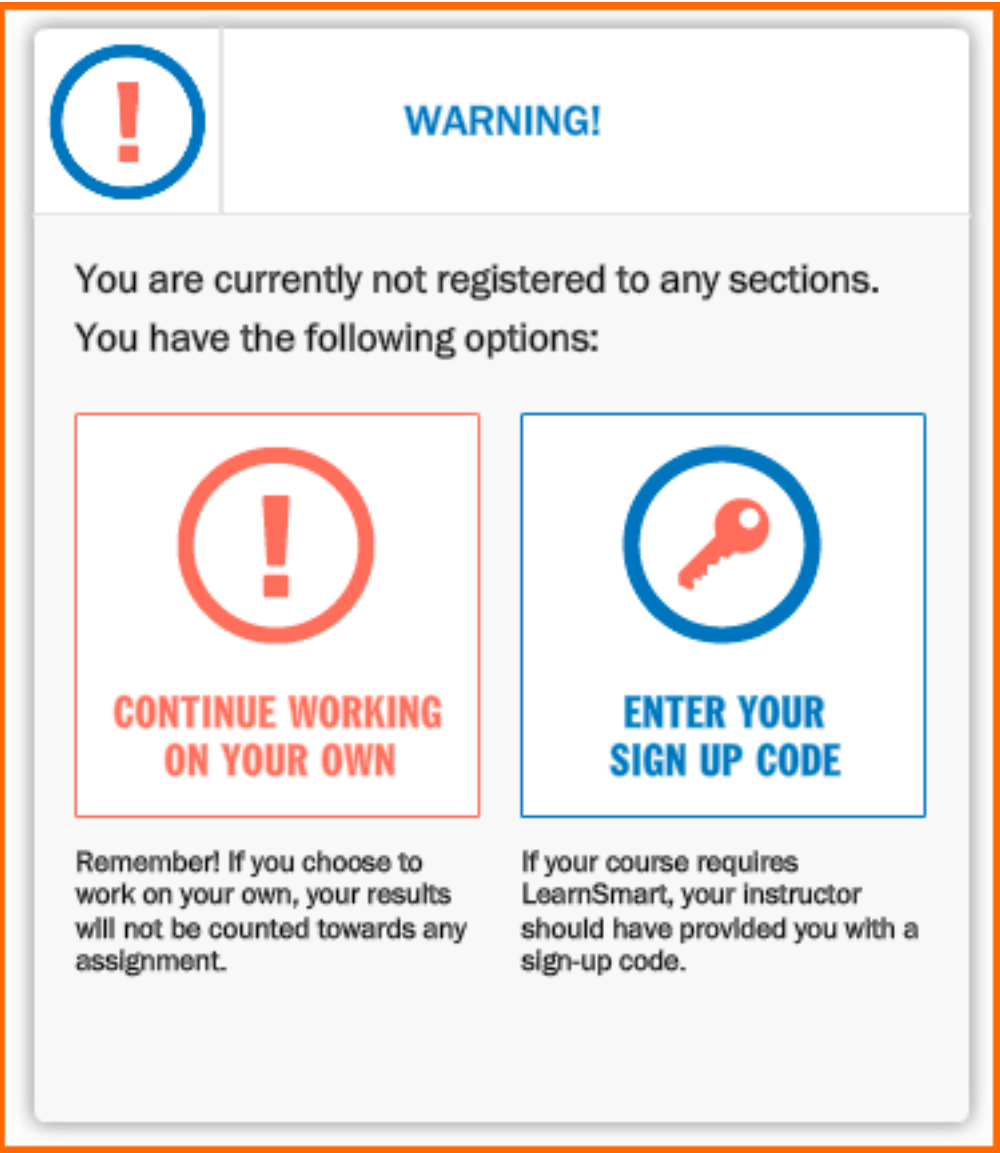 WARNING!
You are currently not registered to any sections.
You have the following options:
CONTINUE WORKING
ON YOUR OWN
Remember! If you choose to
work on your own, your results
will not be counted towards any
assignment.
ENTER YOUR
SIGN UP CODE
If your course requires
LearnSmart, your instructor
should have provided you with a
sign-up code.